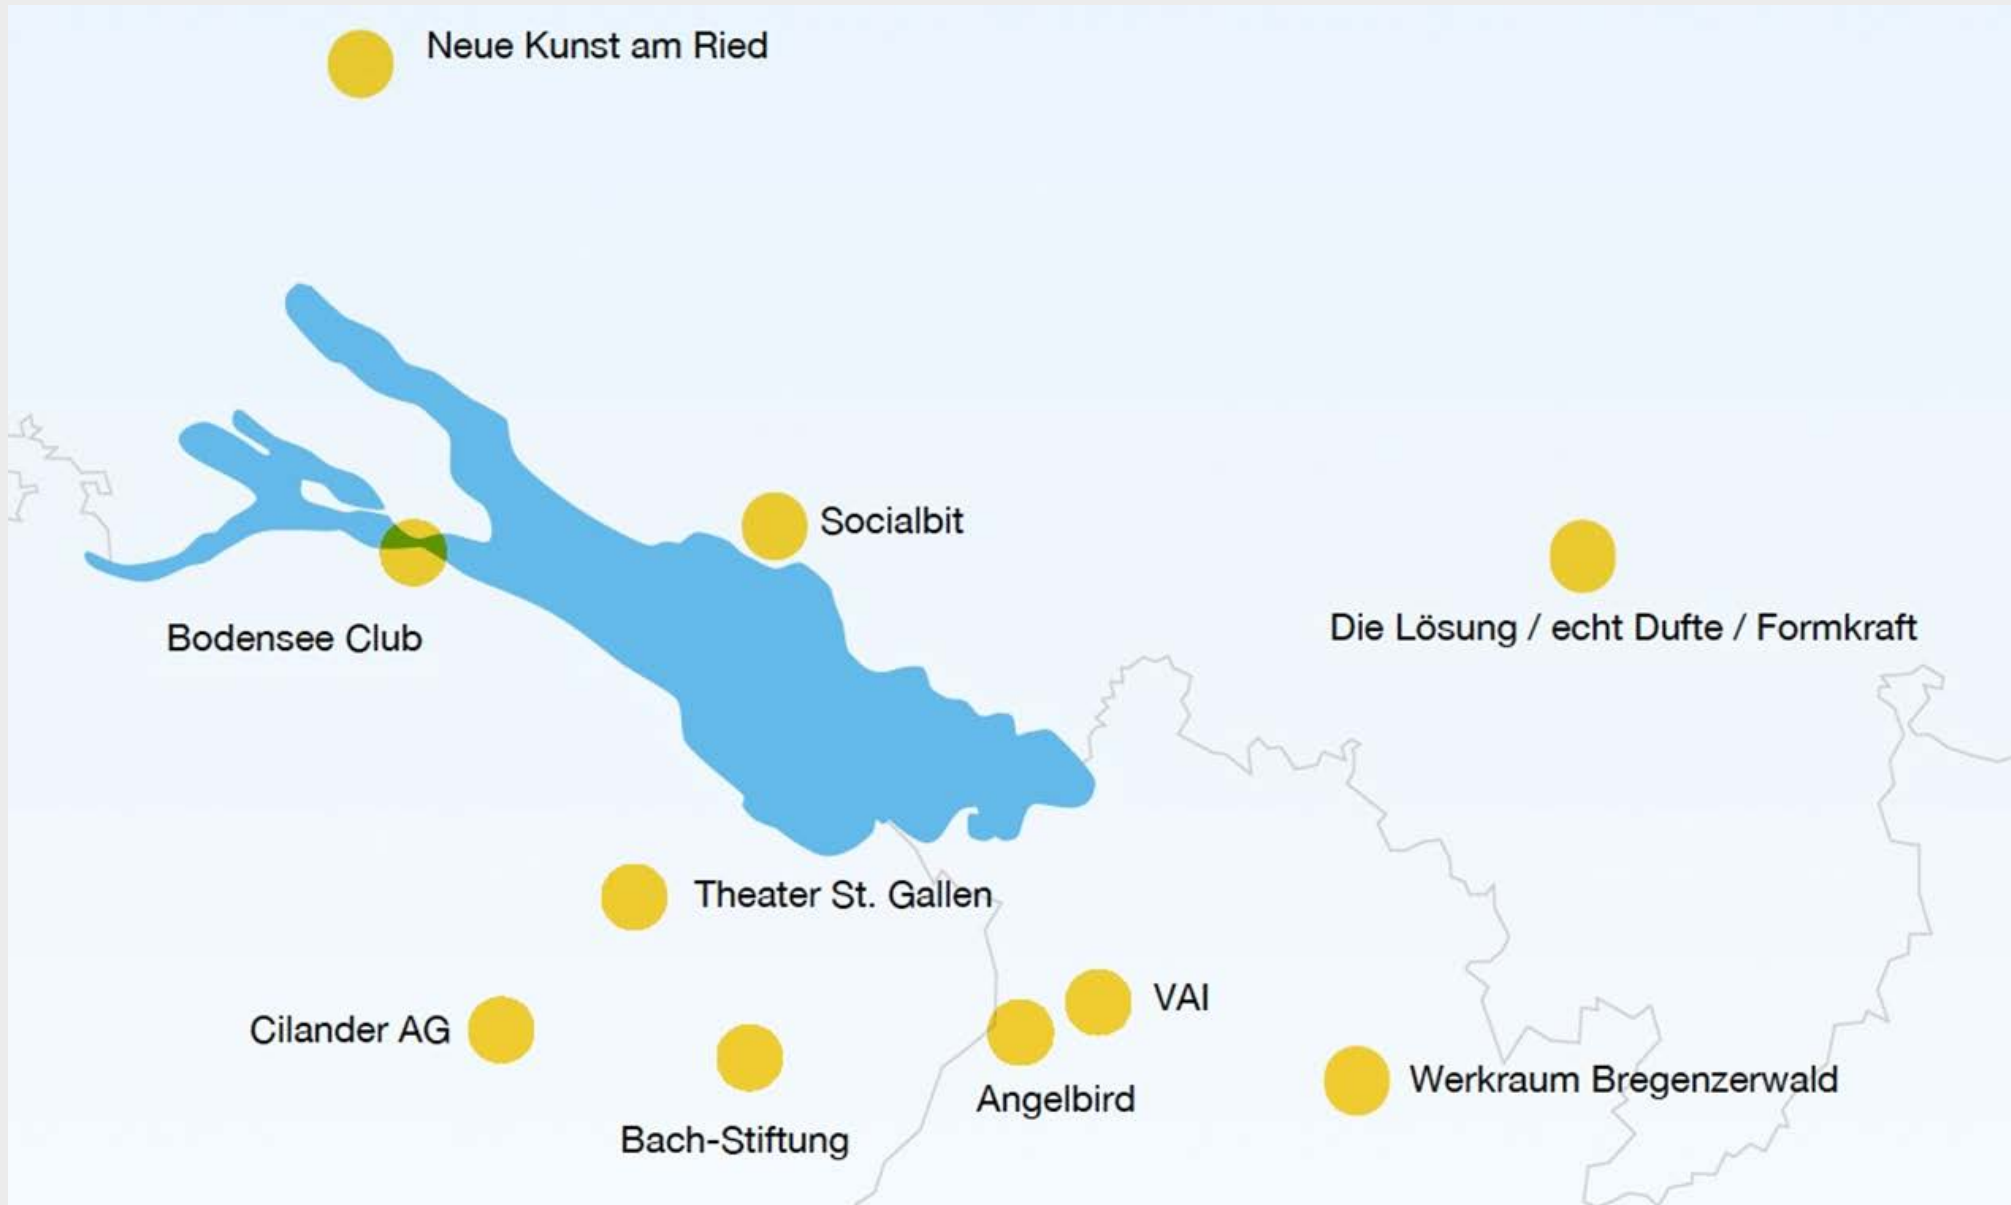 Neue Kunst am Ried
Socialbit
Die Lösung / echt Dufte / Formkraft
Bodensee Club
Theater St. Gallen
VAI
Cilander AG
Werkraum Bregenzerwald
Angelbird
Bach-Stiftung